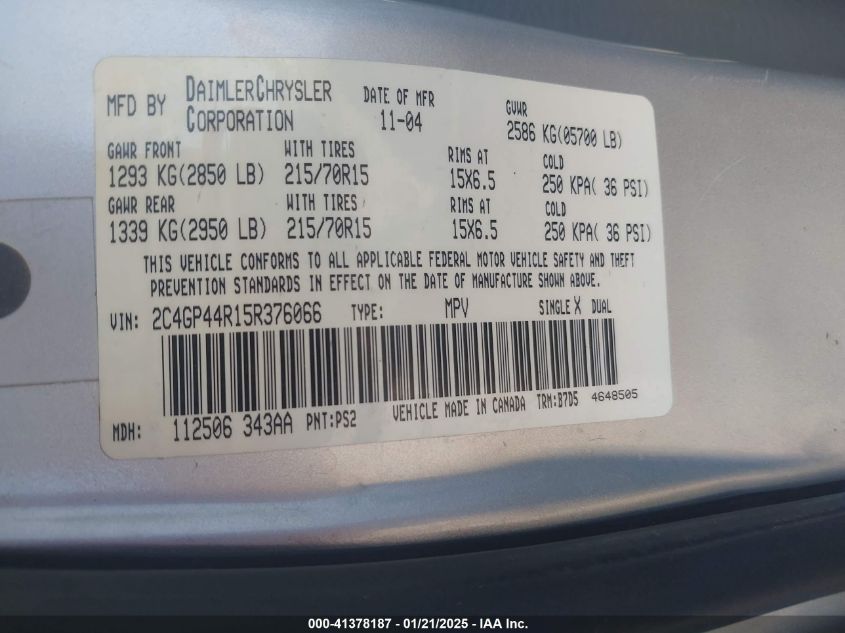 MFD BY DAIMLERCHRYSLER CORPORATION DATE OF MFR 11-04 GVWR 2586 KG(05700 LB)
GAWR FRONT WITH TIRES RIMS AT COLD
1293 KG(2850 LB) 215/70R15 15X6.5 250 KPA( 36 PSI)
GAWR REAR WITH TIRES RIMS AT COLD
1339 KG(2950 LB) 215/70R15 15X6.5 250 KPA( 36 PSI)
THIS VEHICLE CONFORMS TO ALL APPLICABLE FEDERAL MOTOR VEHICLE SAFETY AND THEFT
PREVENTION STANDARDS IN EFFECT ON THE DATE OF MANUFACTURE SHOWN ABOVE.
VIN: 2C4GP44R15R376066 TYPE: MPV SINGLE X DUAL
MDH: 112506 343AA PNT:PS2 VEHICLE MADE IN CANADA TRM:B7D5 4648505
000-41378187 - 01/21/2025 - IAA Inc.